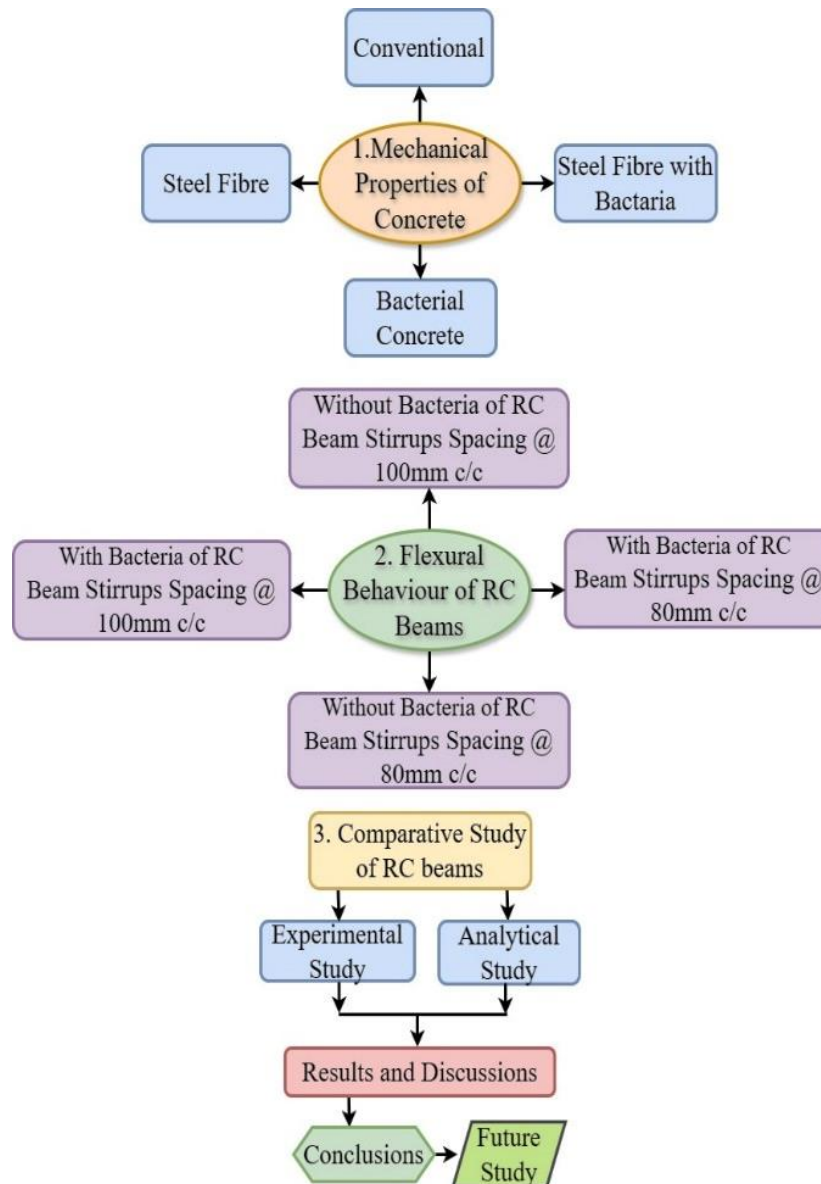 Conventional
1.Mechanical
Properties of
Concrete
Steel Fibre
Steel Fibre with
Bactaria
Bacterial
Concrete
Without Bacteria of RC
Beam Stirrups Spacing @
100mm c/c
With Bacteria of RC
Beam Stirrups Spacing @
100mm c/c
2. Flexural
Behaviour of RC
Beams
With Bacteria of RC
Beam Stirrups Spacing @
80mm c/c
Without Bacteria of RC
Beam Stirrups Spacing @
80mm c/c
3. Comparative Study
of RC beams
Experimental
Study
Analytical
Study
Results and Discussions
Conclusions
Future
Study